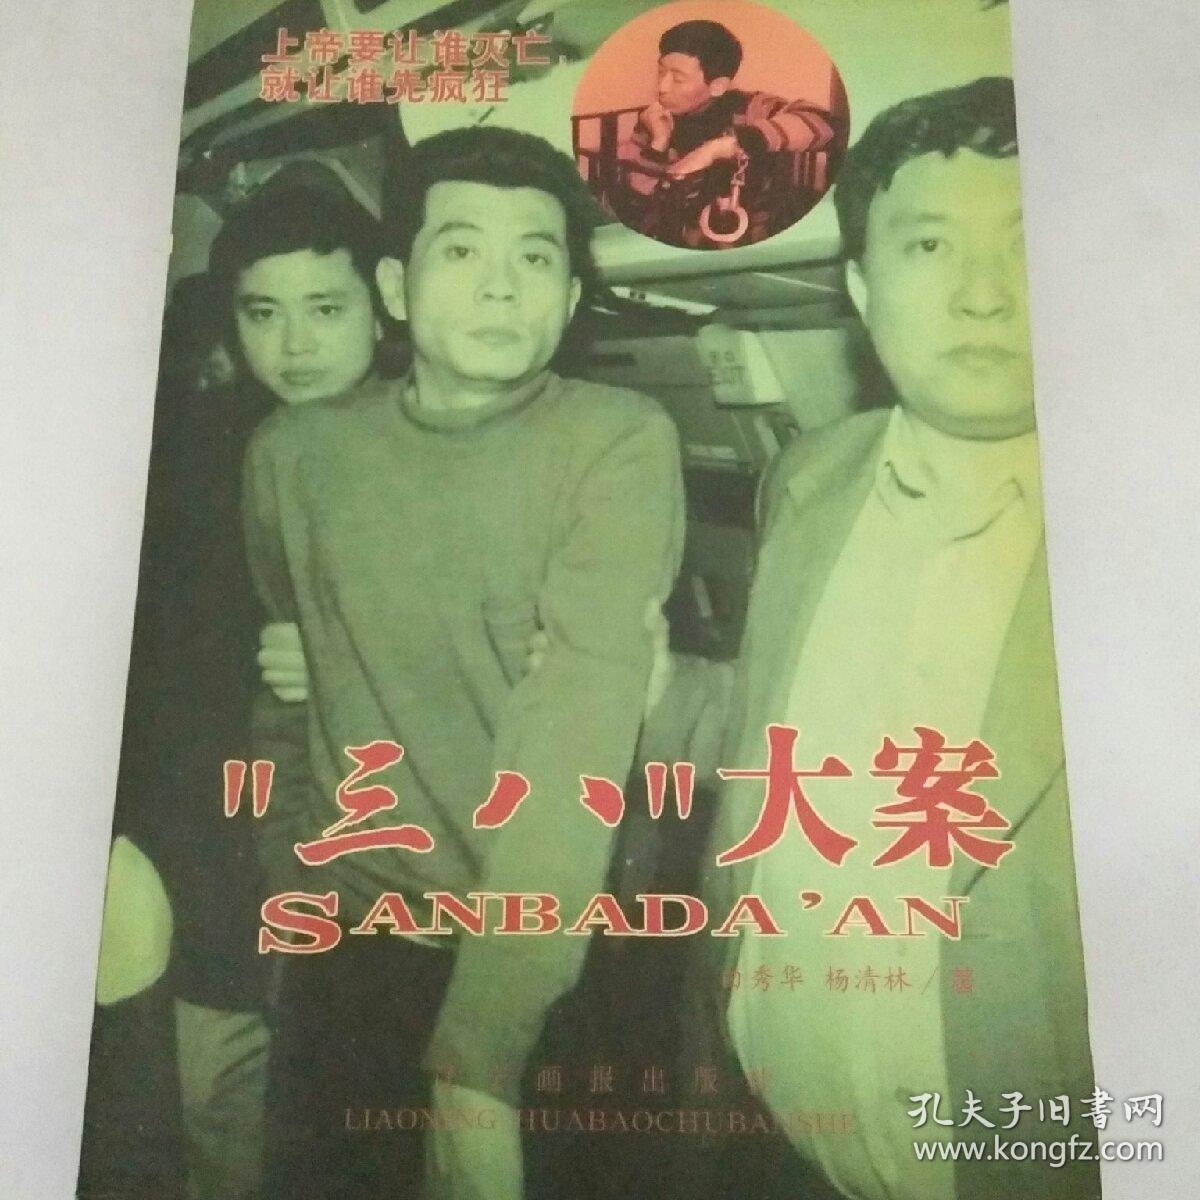 上帝要让谁灭亡，
就让谁先疯狂
"三八"大案
SANBADA'AN
秀华 杨清林/著
画报出版社
LIAONING HUABAOCHUBANSHE
孔夫子旧書网
www.kongfz.com